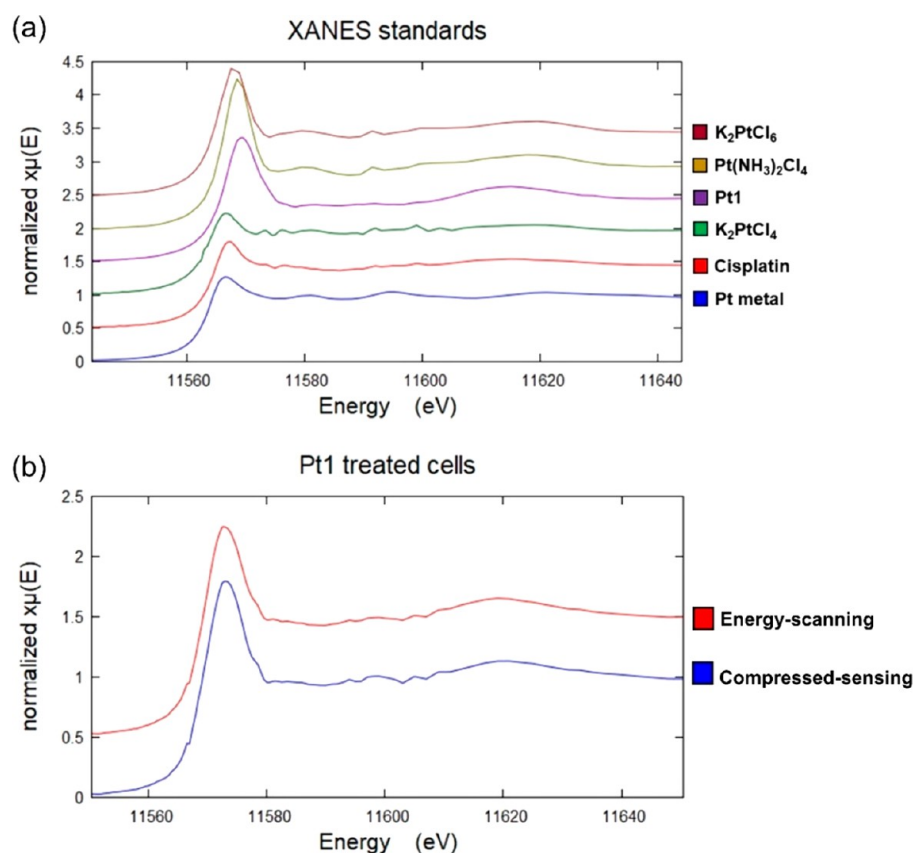 (a)
XANES standards
normalized xμ(E)
4.5
4
3.5
3
2.5
2
1.5
1
0.5
0
11560
11580
11600
11620
11640
Energy (eV)
K₂PtCl₆
Pt(NH₃)₂Cl₄
Pt1
K₂PtCl₄
Cisplatin
Pt metal
(b)
Pt1 treated cells
normalized xμ(E)
2.5
2
1.5
1
0.5
0
11560
11580
11600
11620
11640
Energy (eV)
Energy-scanning
Compressed-sensing